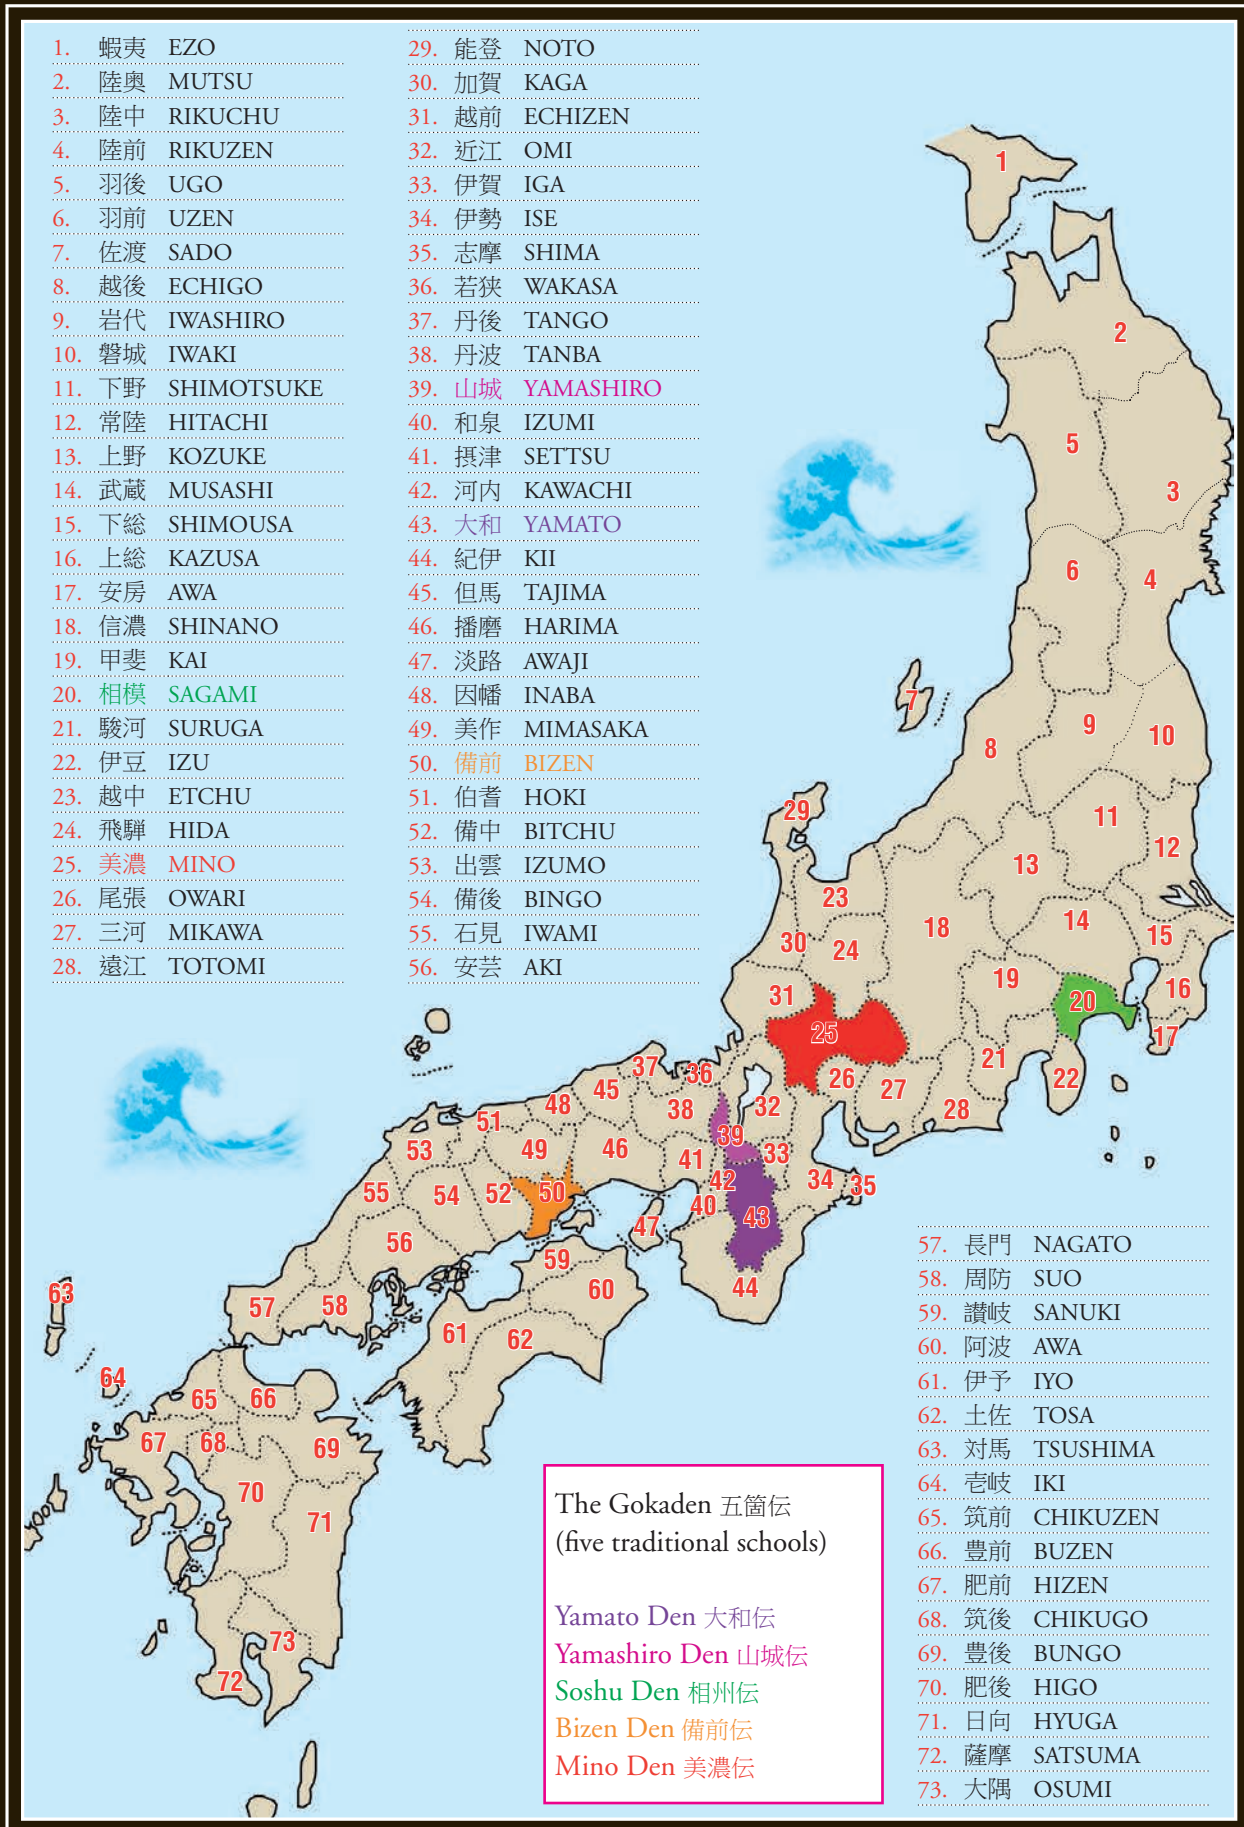 1. 蝦夷 EZO
2. 陸奥 MUTSU
3. 陸中 RIKUCHU
4. 陸前 RIKUZEN
5. 羽後 UGO
6. 羽前 UZEN
7. 佐渡 SADO
8. 越後 ECHIGO
9. 岩代 IWASHIRO
10. 磐城 IWAKI
11. 下野 SHIMOTSUKE
12. 常陸 HITACHI
13. 上野 KOZUKE
14. 武蔵 MUSASHI
15. 下総 SHIMOUSA
16. 上総 KAZUSA
17. 安房 AWA
18. 信濃 SHINANO
19. 甲斐 KAI
20. 相模 SAGAMI
21. 駿河 SURUGA
22. 伊豆 IZU
23. 越中 ETCHU
24. 飛騨 HIDA
25. 美濃 MINO
26. 尾張 OWARI
27. 三河 MIKAWA
28. 遠江 TOTOMI
29. 能登 NOTO
30. 加賀 KAGA
31. 越前 ECHIZEN
32. 近江 OMI
33. 伊賀 IGA
34. 伊勢 ISE
35. 志摩 SHIMA
36. 若狭 WAKASA
37. 丹後 TANGO
38. 丹波 TANBA
39. 山城 YAMASHIRO
40. 和泉 IZUMI
41. 摂津 SETTSU
42. 河内 KAWACHI
43. 大和 YAMATO
44. 紀伊 KII
45. 但馬 TAJIMA
46. 播磨 HARIMA
47. 淡路 AWAJI
48. 因幡 INABA
49. 美作 MIMASAKA
50. 備前 BIZEN
51. 伯耆 HOKI
52. 備中 BITCHU
53. 出雲 IZUMO
54. 備後 BINGO
55. 石見 IWAMI
56. 安芸 AKI
1
2
5
3
6
4
7
9
10
8
29
11
12
13
23
14
18
15
30
24
19
16
31
20
25
17
21
37
36
26
22
45
27
32
28
48
38
51
39
53
49
46
41
33
42
34
35
55
54
52
50
40
43
47
56
59
44
63
60
57
58
61
62
64
65
66
67
68
69
70
71
73
72
57. 長門 NAGATO
58. 周防 SUO
59. 讃岐 SANUKI
60. 阿波 AWA
61. 伊予 IYO
62. 土佐 TOSA
63. 対馬 TSUSHIMA
64. 壱岐 IKI
65. 筑前 CHIKUZEN
66. 豊前 BUZEN
67. 肥前 HIZEN
68. 筑後 CHIKUGO
69. 豊後 BUNGO
70. 肥後 HIGO
71. 日向 HYUGA
72. 薩摩 SATSUMA
73. 大隅 OSUMI
The Gokaden 五箇伝
(five traditional schools)
Yamato Den 大和伝
Yamashiro Den 山城伝
Soshu Den 相州伝
Bizen Den 備前伝
Mino Den 美濃伝